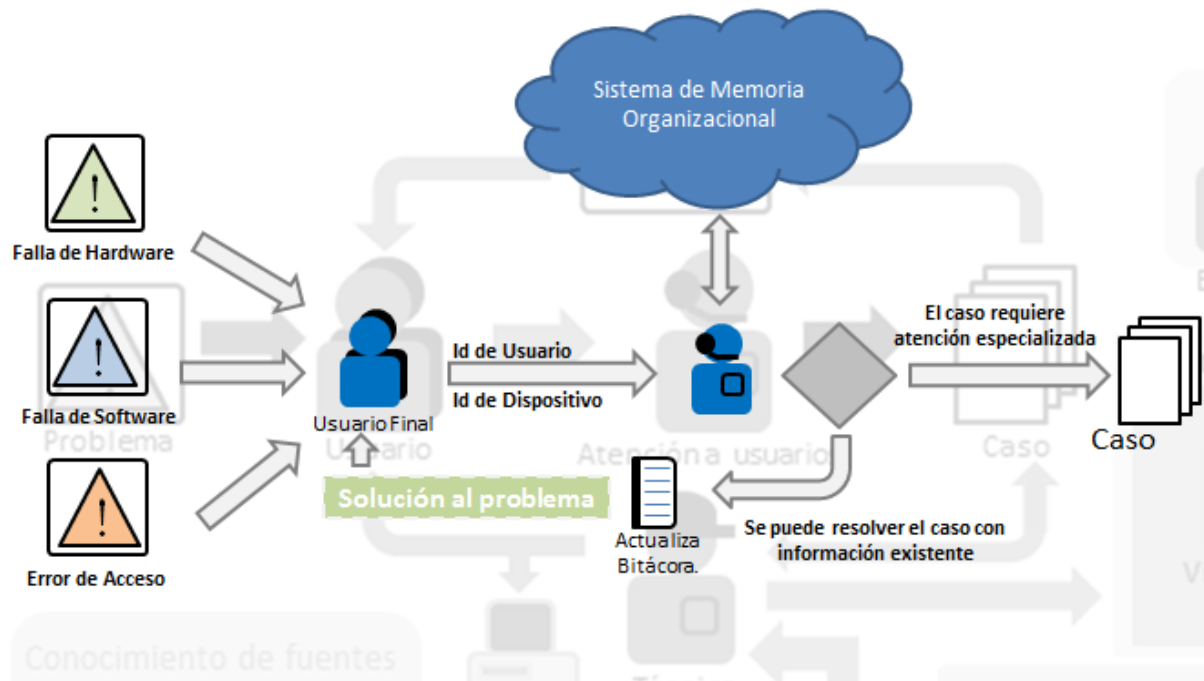 Sistema de Memoria
Organizacional
Falla de Hardware
Falla de Software
Error de Acceso
Problema
Usuario Final
Usuario
Id de Usuario
Id de Dispositivo
Atención a usuario
El caso requiere
atención especializada
Caso
Caso
Solución al problema
Actualiza
Bitácora.
Se puede resolver el caso con
información existente
Conocimiento de fuentes
E
V